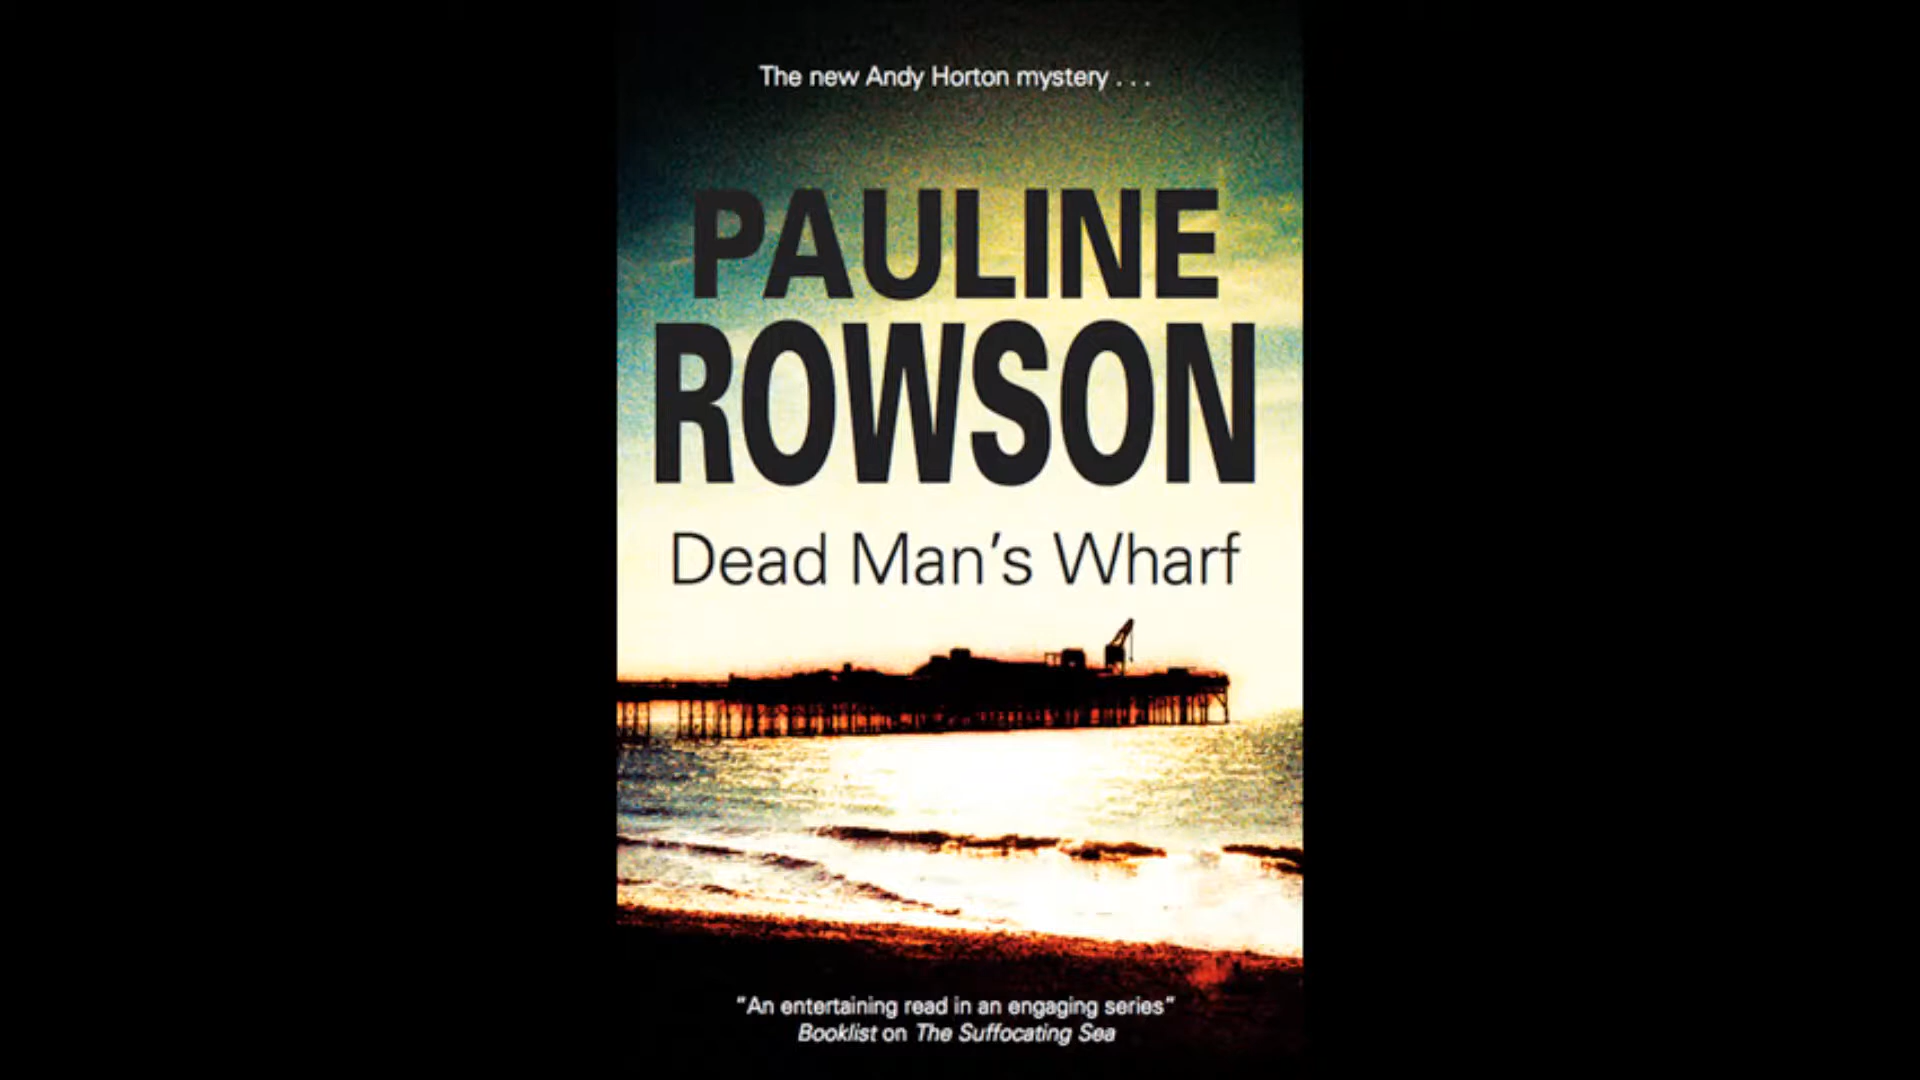 The new Andy Horton mystery . . .
PAULINE
ROWSON
Dead Man’s Wharf
“An entertaining read in an engaging series”
Booklist on The Suffocating Sea